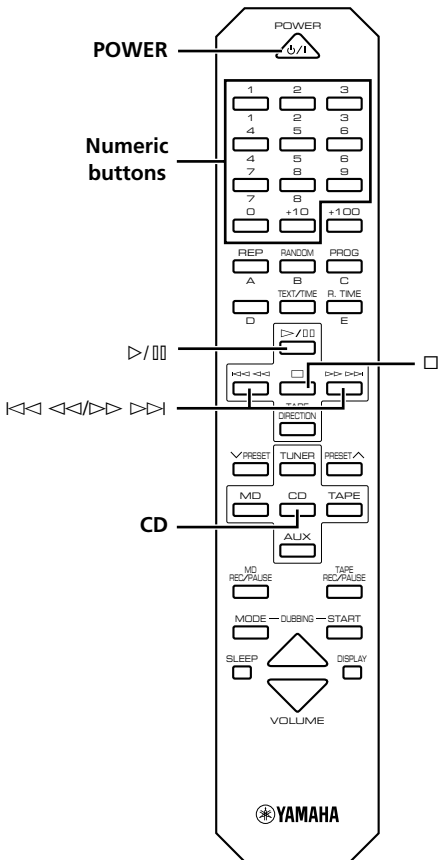 POWER
POWER
⏻/I
1 2 3
1 2 3
4 5 6
Numeric
buttons
4 5 6
7 8 9
7 8
0 +10 +100
REP RANDOM PROG
A B C
TEXT/TIME R. TIME
D E
▷/▯▯
▷/▯▯
|◁◁ ◁◁ □ ▷▷ ▷▷|
□
TAPE
DIRECTION
|◁◁ ◁◁/▷▷ ▷▷|
∨PRESET TUNER PRESET∧
MD CD TAPE
CD
AUX
MD
REC/PAUSE
TAPE
REC/PAUSE
MODE – DUBBING – START
SLEEP DISPLAY
VOLUME
YAMAHA